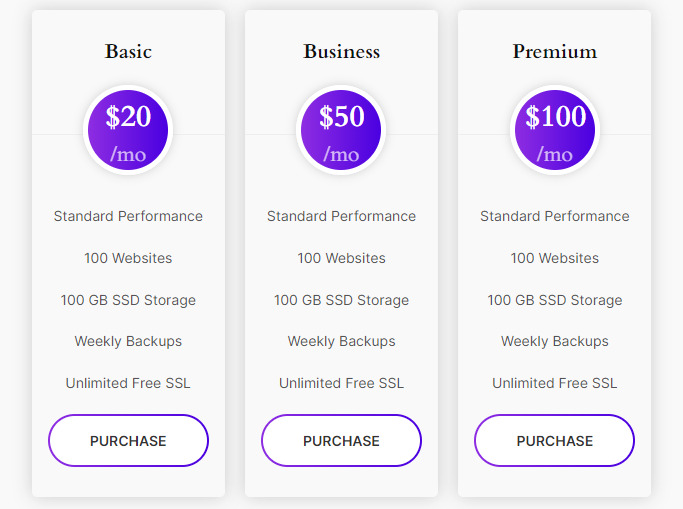 Basic
$20
/mo
Standard Performance
100 Websites
100 GB SSD Storage
Weekly Backups
Unlimited Free SSL
PURCHASE
Business
$50
/mo
Standard Performance
100 Websites
100 GB SSD Storage
Weekly Backups
Unlimited Free SSL
PURCHASE
Premium
$100
/mo
Standard Performance
100 Websites
100 GB SSD Storage
Weekly Backups
Unlimited Free SSL
PURCHASE